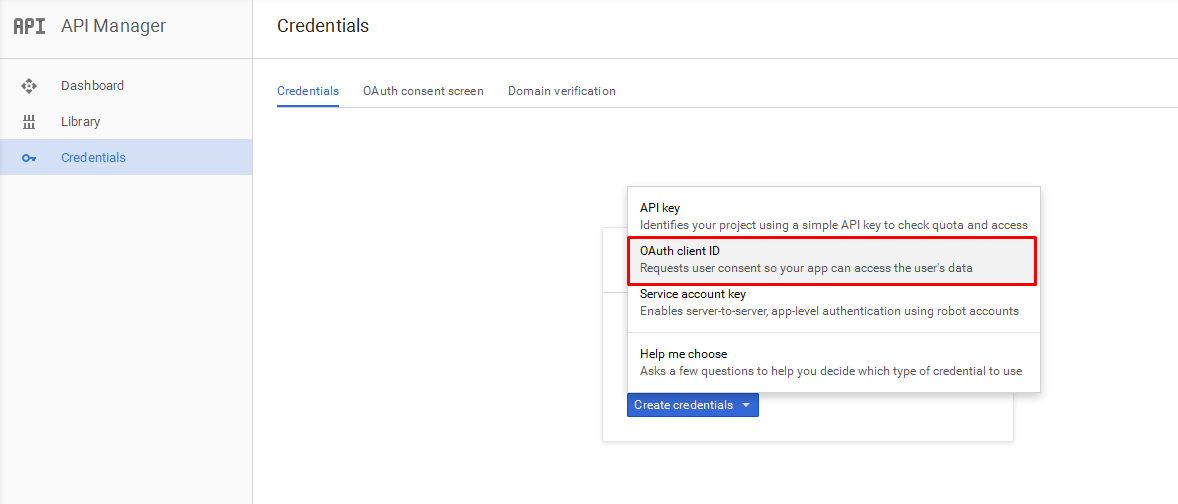 API API Manager
Credentials
Dashboard
Library
Credentials
Credentials OAuth consent screen Domain verification
API key
Identifies your project using a simple API key to check quota and access
OAuth client ID
Requests user consent so your app can access the user's data
Service account key
Enables server-to-server, app-level authentication using robot accounts
Help me choose
Asks a few questions to help you decide which type of credential to use
Create credentials